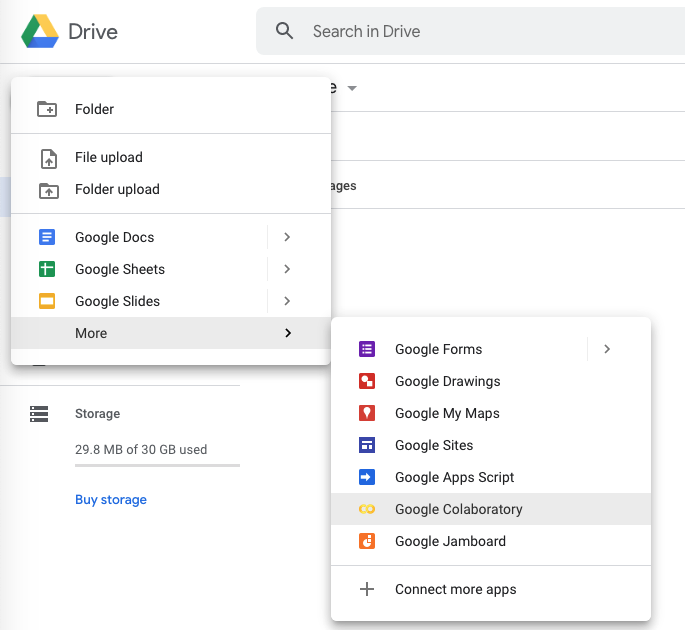 Drive
Search in Drive
Folder
File upload
ages
Folder upload
Google Docs
Google Sheets
Google Slides
More
Google Forms
Google Drawings
Google My Maps
Google Sites
Google Apps Script
Google Colaboratory
Google Jamboard
Connect more apps
Storage
29.8 MB of 30 GB used
Buy storage